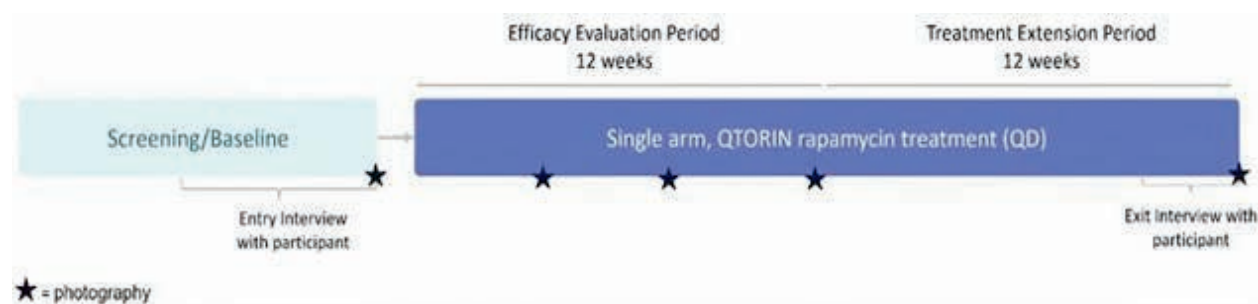 Efficacy Evaluation Period
12 weeks
Treatment Extension Period
12 weeks
Screening/Baseline
Single arm, QTORIN rapamycin treatment (QD)
Entry Interview
with participant
Exit Interview with
participant
= photography